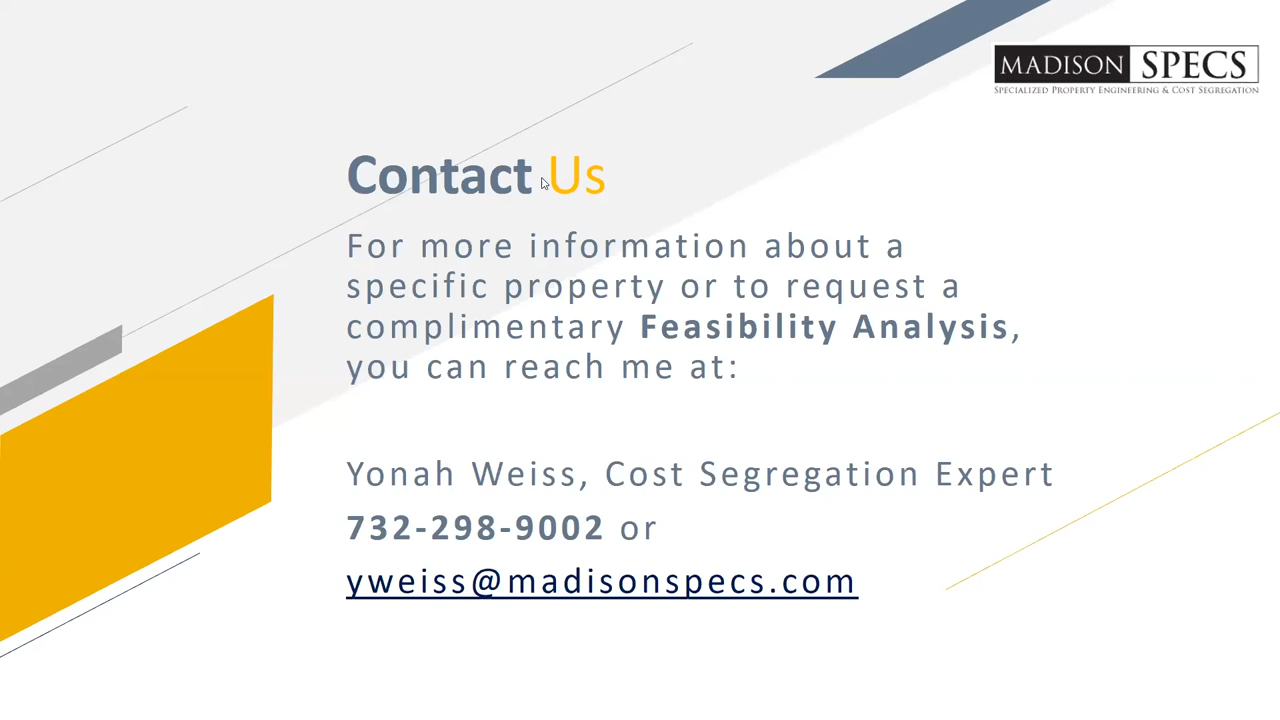 MADISON SPECS
SPECIALIZED PROPERTY ENGINEERING & COST SEGREGATION
Contact Us
For more information about a
specific property or to request a
complimentary Feasibility Analysis,
you can reach me at:
Yonah Weiss, Cost Segregation Expert
732-298-9002 or
yweiss@madisonspecs.com